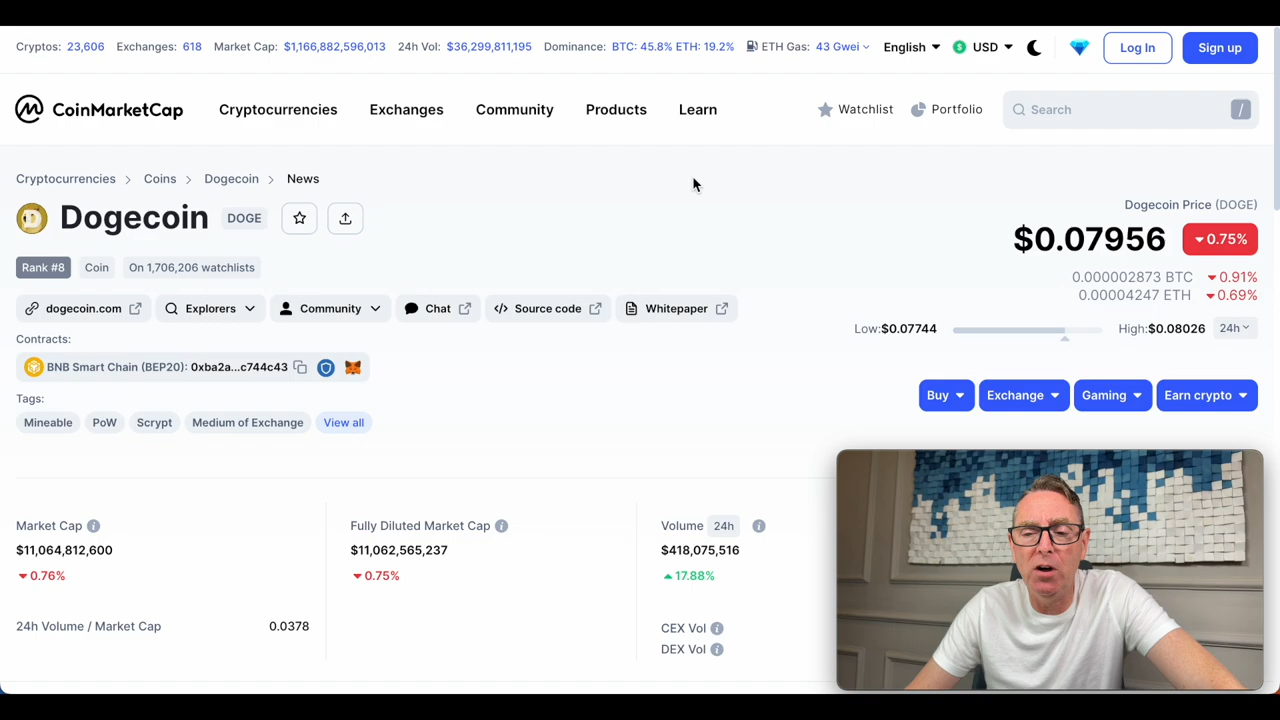 Cryptos: 23,606 Exchanges: 618 Market Cap: $1,166,882,596,013 24h Vol: $36,299,811,195 Dominance: BTC: 45.8% ETH: 19.2% ETH Gas: 43 Gwei English USD Log In Sign up
CoinMarketCap Cryptocurrencies Exchanges Community Products Learn Watchlist Portfolio Search /
Cryptocurrencies > Coins > Dogecoin > News
Dogecoin DOGE
Dogecoin Price (DOGE)
$0.07956 0.75%
Rank #8 Coin On 1,706,206 watchlists
0.000002873 BTC 0.91%
0.00004247 ETH 0.69%
dogecoin.com Explorers Community Chat Source code Whitepaper
Low:$0.07744 High:$0.08026 24h
Contracts:
BNB Smart Chain (BEP20): 0xba2a...c744c43
Buy Exchange Gaming Earn crypto
Tags:
Mineable PoW Scrypt Medium of Exchange View all
Market Cap Fully Diluted Market Cap Volume 24h
$11,064,812,600 $11,062,565,237 $418,075,516
0.76% 0.75% 17.88%
24h Volume / Market Cap 0.0378
CEX Vol
DEX Vol